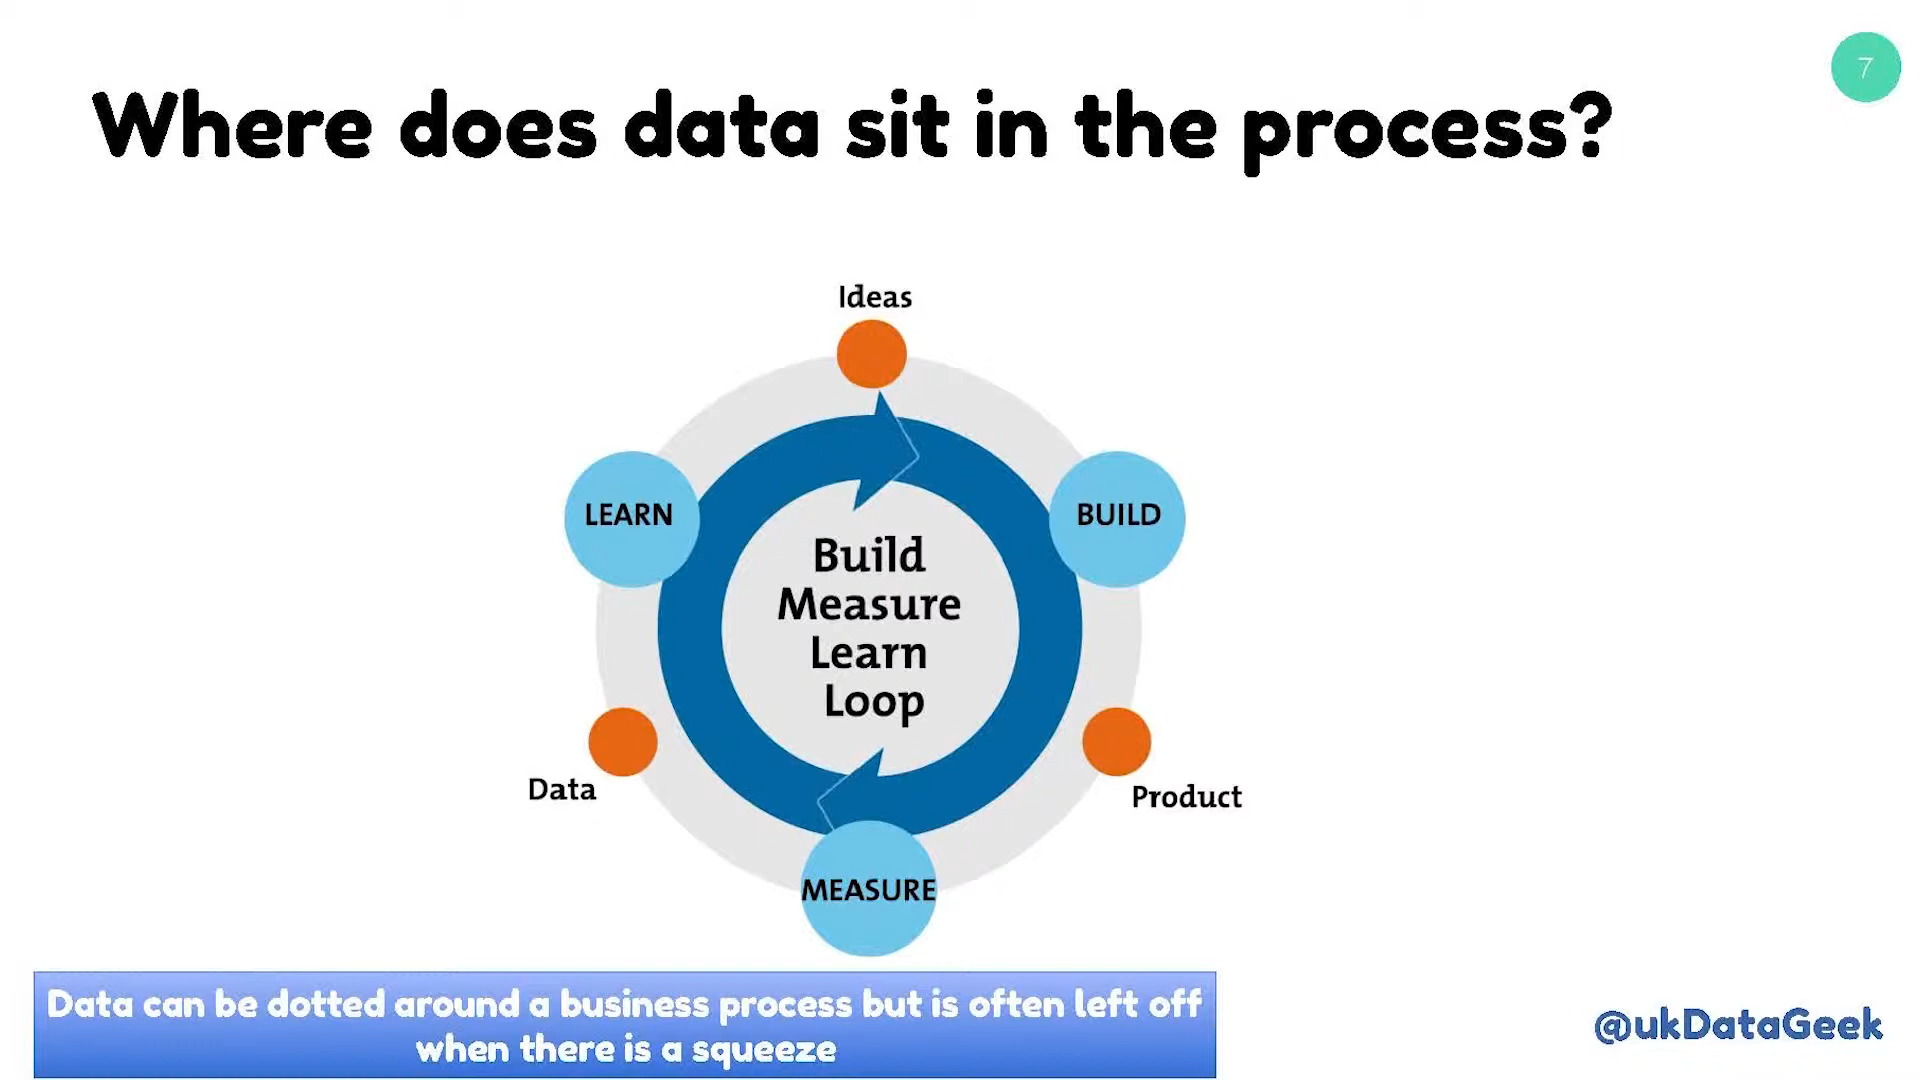 7
Where does data sit in the process?
Ideas
LEARN
BUILD
Build
Measure
Learn
Loop
Data
Product
MEASURE
Data can be dotted around a business process but is often left off
when there is a squeeze
@ukDataGeek